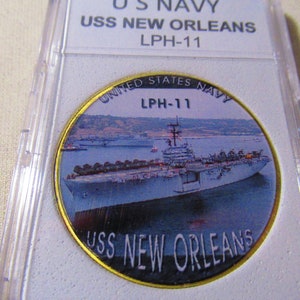 U S NAVY
USS NEW ORLEANS
LPH-11
UNITED STATES NAVY
LPH-11
USS NEW ORLEANS